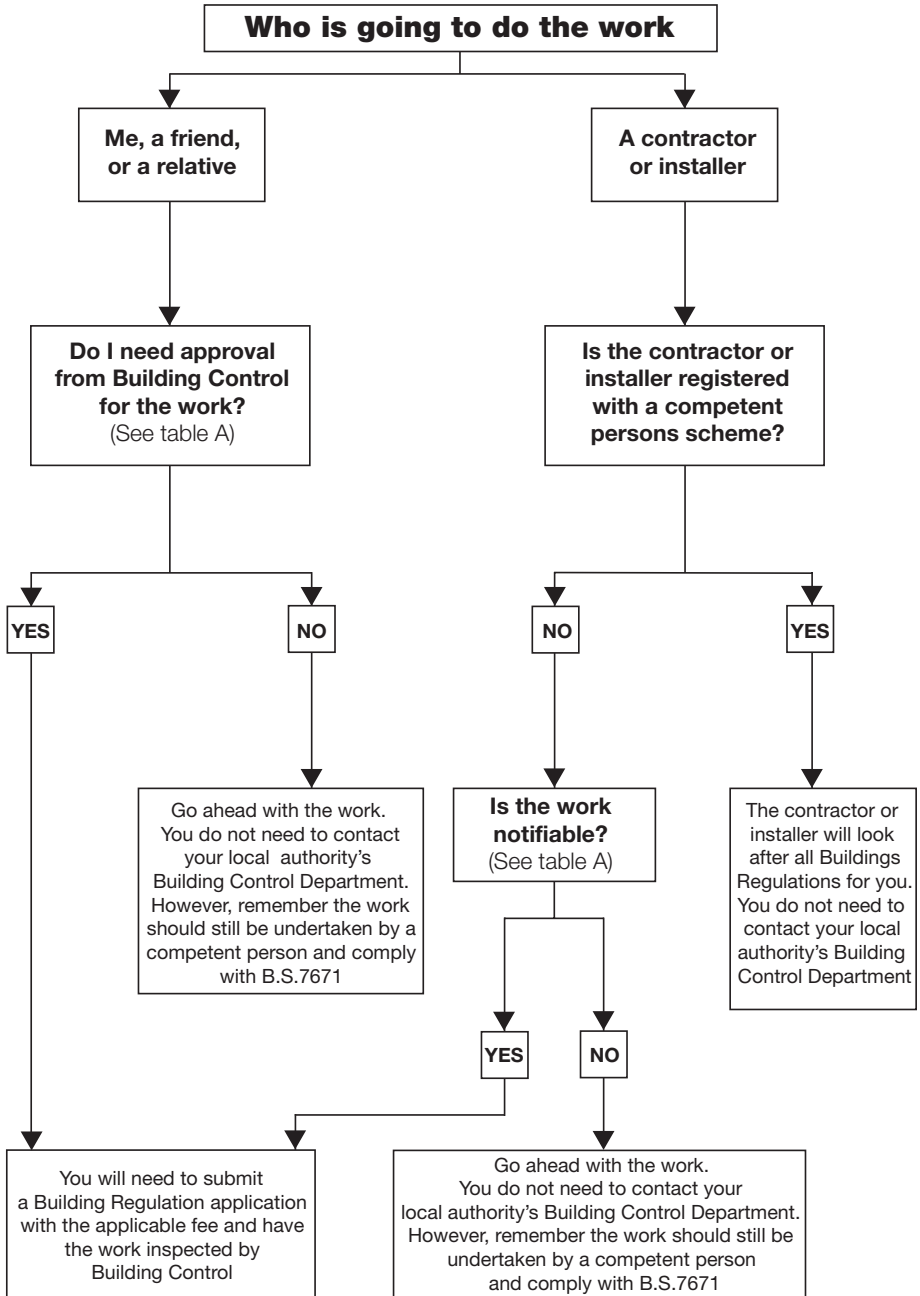 Who is going to do the work
Me, a friend,
or a relative
A contractor
or installer
Do I need approval
from Building Control
for the work?
(See table A)
Is the contractor or
installer registered
with a competent
persons scheme?
YES
NO
NO
YES
Go ahead with the work.
You do not need to contact
your local authority's
Building Control Department.
However, remember the work
should still be undertaken by a
competent person and comply
with B.S.7671
Is the work
notifiable?
(See table A)
The contractor or
installer will look
after all Buildings
Regulations for you.
You do not need to
contact your local
authority's Building
Control Department
YES
NO
You will need to submit
a Building Regulation application
with the applicable fee and have
the work inspected by
Building Control
Go ahead with the work.
You do not need to contact your
local authority's Building Control Department.
However, remember the work should still be
undertaken by a competent person
and comply with B.S.7671